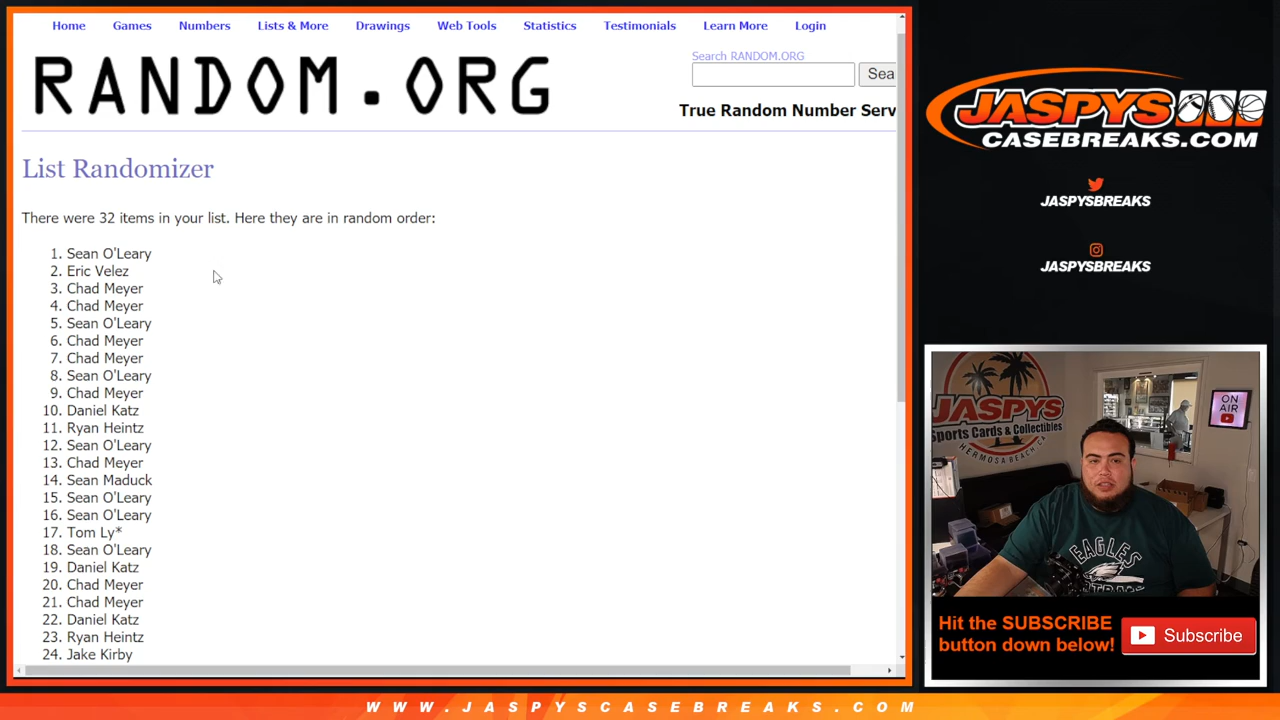 Home Games Numbers Lists & More Drawings Web Tools Statistics Testimonials Learn More Login
RANDOM.ORG
Search RANDOM.ORG
Sea
True Random Number Serv
List Randomizer
There were 32 items in your list. Here they are in random order:
1. Sean O'Leary
2. Eric Velez
3. Chad Meyer
4. Chad Meyer
5. Sean O'Leary
6. Chad Meyer
7. Chad Meyer
8. Sean O'Leary
9. Chad Meyer
10. Daniel Katz
11. Ryan Heintz
12. Sean O'Leary
13. Chad Meyer
14. Sean Maduck
15. Sean O'Leary
16. Sean O'Leary
17. Tom Ly*
18. Sean O'Leary
19. Daniel Katz
20. Chad Meyer
21. Chad Meyer
22. Daniel Katz
23. Ryan Heintz
24. Jake Kirby
JASPYS
CASEBREAKS.COM
JASPYSBREAKS
JASPYSBREAKS
JASPYS
Sports Cards & Collectibles
HERMOSA BEACH CA
ON
AIR
EAGLES
Hit the SUBSCRIBE
button down below!
Subscribe
WWW.JASPYSCASEBREAKS.COM